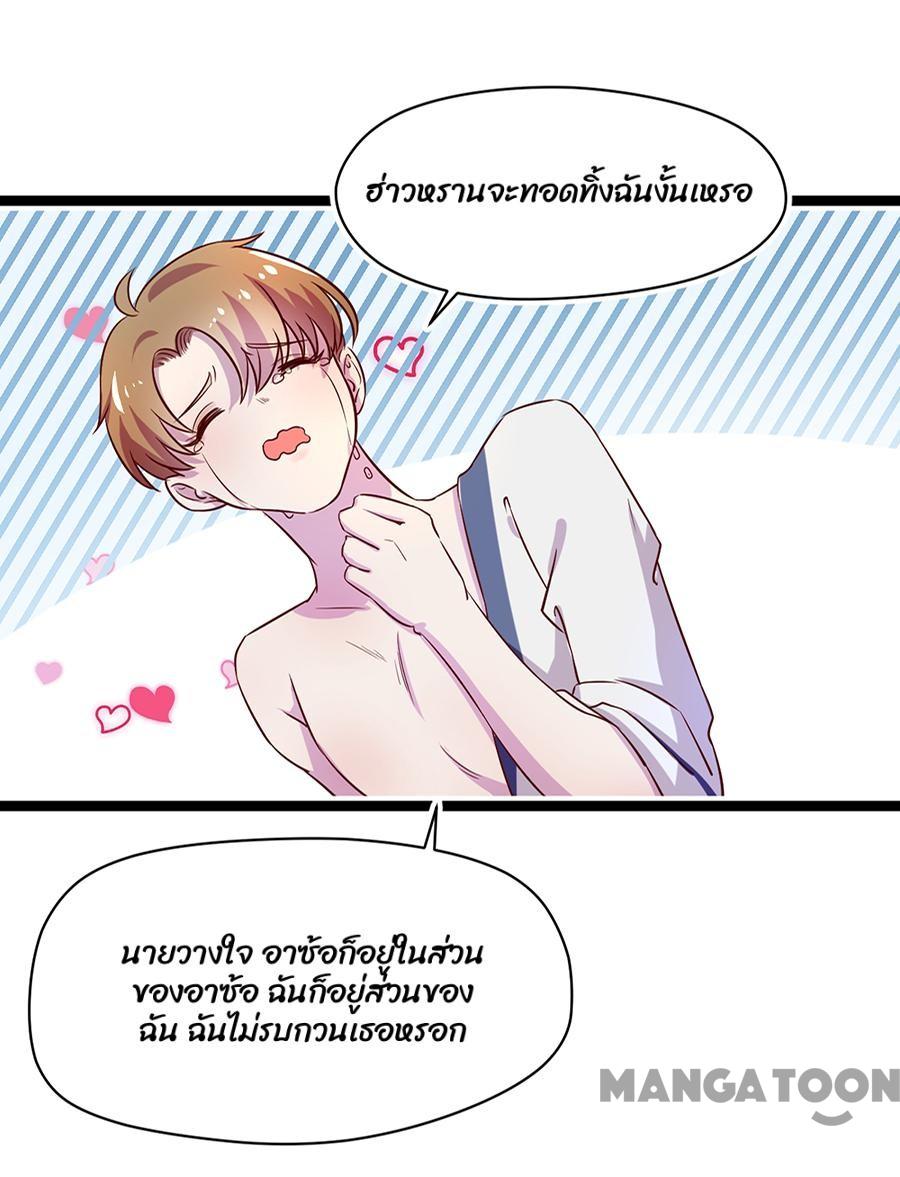 ฮ่าวหรานจะทอดทิ้งฉันงั้นเหรอ
นายวางใจ อาซ้อก็อยู่ในส่วน
ของอาซ้อ ฉันก็อยู่ส่วนของ
ฉัน ฉันไม่รบกวนเธอหรอก
MANGA TOON